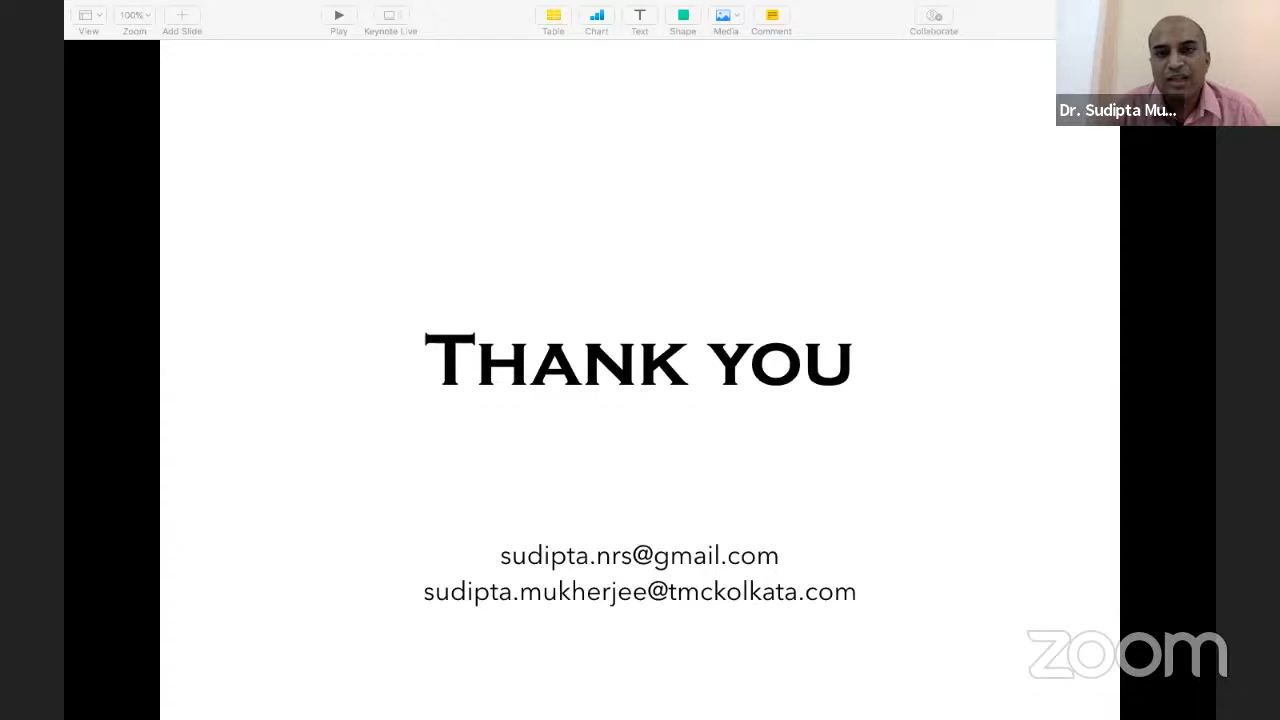 100%
View
Zoom
Add Slide
Play
Keynote Live
Table
Chart
T
Text
Shape
Media
Comment
Collaborate
Dr. Sudipta Mu...
THANK YOU
sudipta.nrs@gmail.com
sudipta.mukherjee@tmckolkata.com
zoom